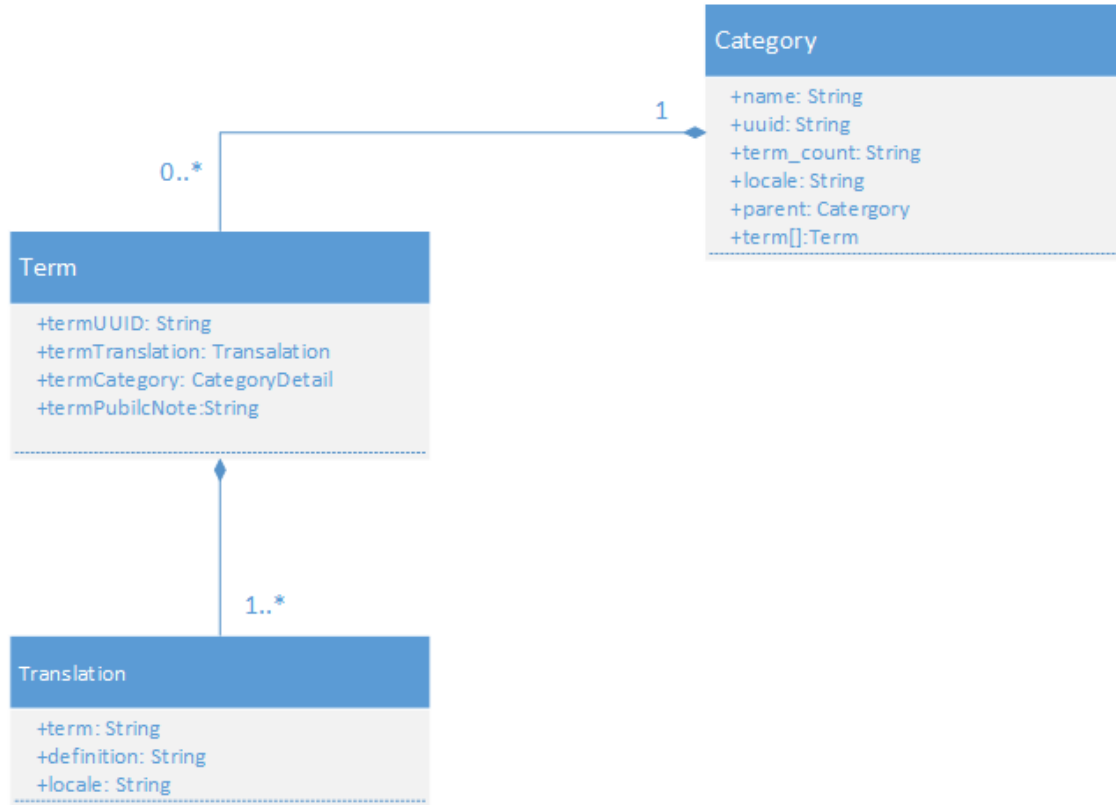 Category
+name: String
+uuid: String
+term_count: String
+locale: String
+parent: Catergory
+term[]:Term
1
0..*
Term
+termUUID: String
+termTranslation: Transalation
+termCategory: CategoryDetail
+termPubilcNote:String
1..*
Translation
+term: String
+definition: String
+locale: String